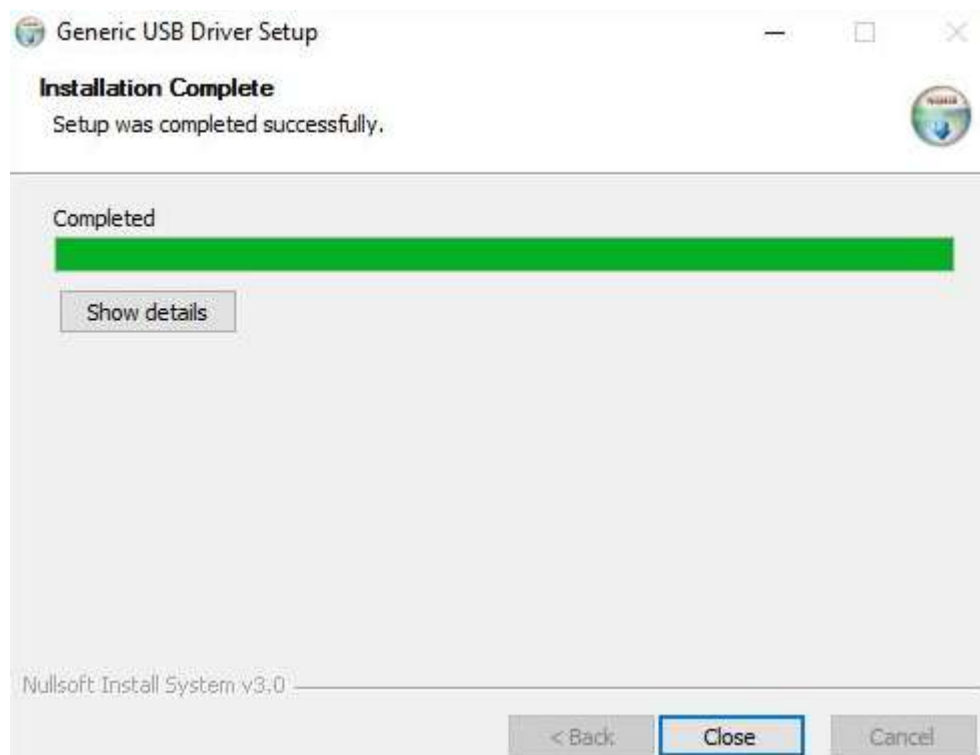 Generic USB Driver Setup
Installation Complete
Setup was completed successfully.
Completed
Show details
Nullsoft Install System v3.0
< Back
Close
Cancel